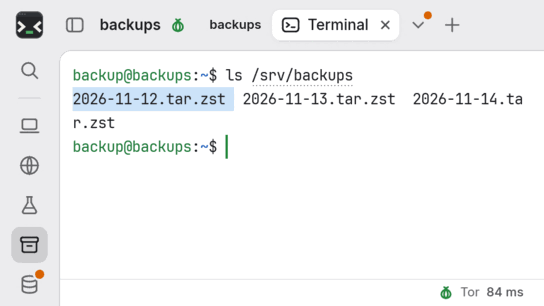 backups
backups
Terminal
backup@backups:~$ ls /srv/backups
2026-11-12.tar.zst  2026-11-13.tar.zst  2026-11-14.ta
r.zst
backup@backups:~$
Tor 84 ms